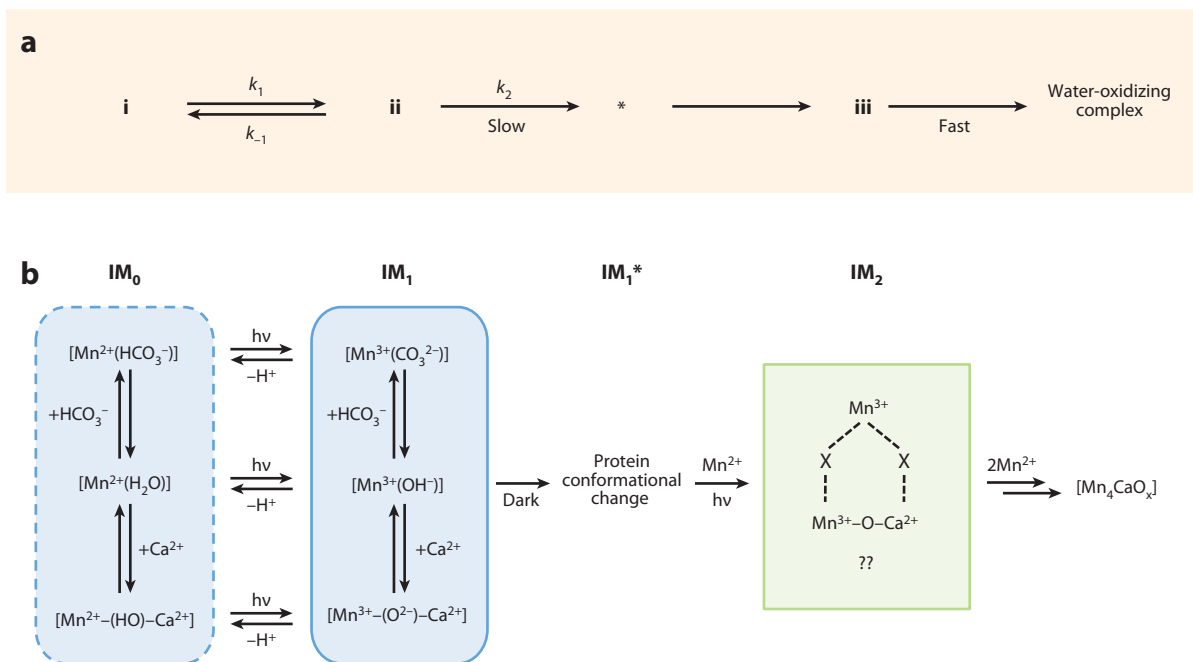 a
k₁
i
k₋₁
ii
k₂
Slow
*
iii
Fast
Water-oxidizing
complex
b
IM₀
IM₁
IM₁*
IM₂
[Mn²⁺(HCO₃⁻)]
hν
–H⁺
[Mn³⁺(CO₃²⁻)]
+HCO₃⁻
+HCO₃⁻
[Mn²⁺(H₂O)]
hν
–H⁺
[Mn³⁺(OH⁻)]
Dark
Protein
conformational
change
Mn²⁺
hν
Mn³⁺
X
X
Mn³⁺–O–Ca²⁺
??
2Mn²⁺
[Mn₄CaOₓ]
+Ca²⁺
+Ca²⁺
[Mn²⁺–(HO)–Ca²⁺]
hν
–H⁺
[Mn³⁺–(O²⁻)–Ca²⁺]